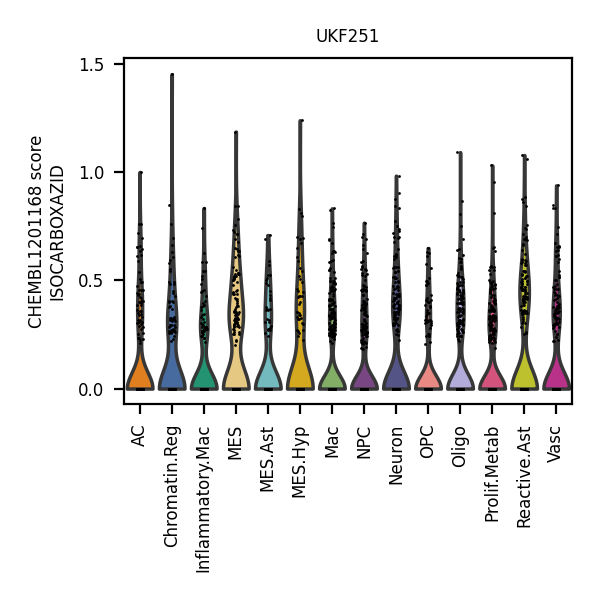 UKF251
CHEMBL1201168 score
ISOCARBOXAZID
1.5
1.0
0.5
0.0
AC
Chromatin.Reg
Inflammatory.Mac
MES
MES.Ast
MES.Hyp
Mac
NPC
Neuron
OPC
Oligo
Prolif.Metab
Reactive.Ast
Vasc